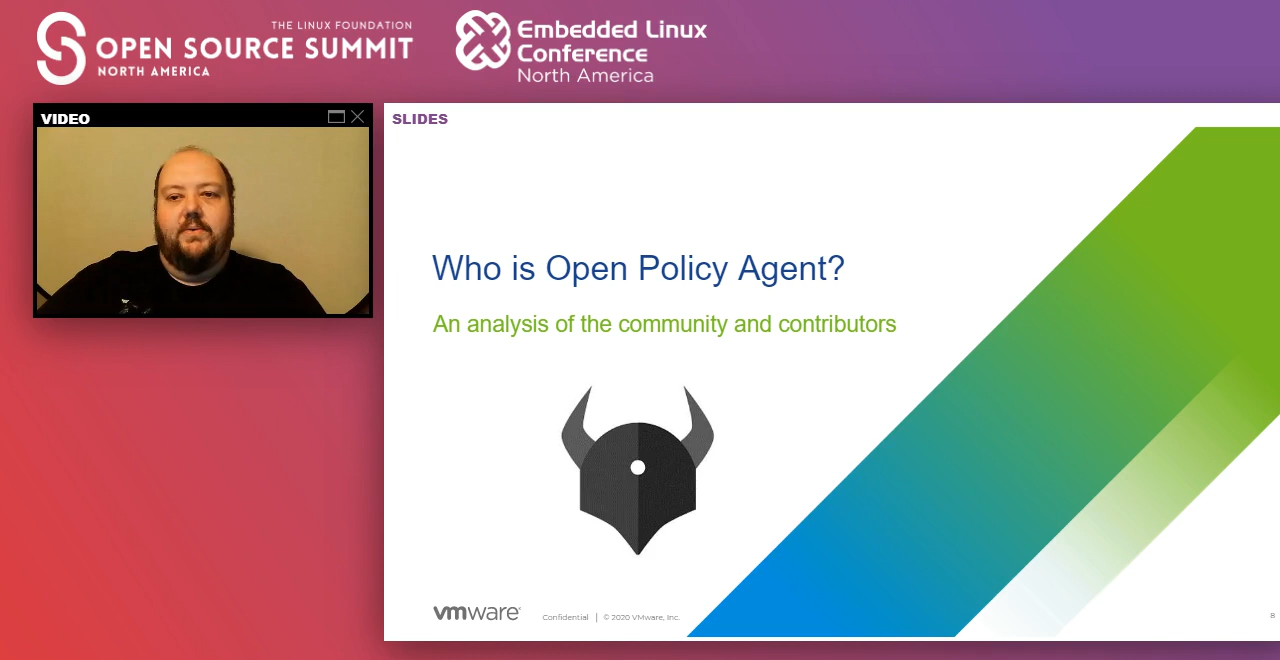 THE LINUX FOUNDATION
OPEN SOURCE SUMMIT
NORTH AMERICA
Embedded Linux
Conference
North America
VIDEO
SLIDES
Who is Open Policy Agent?
An analysis of the community and contributors
vmware
Confidential | © 2020 VMware, Inc.
8